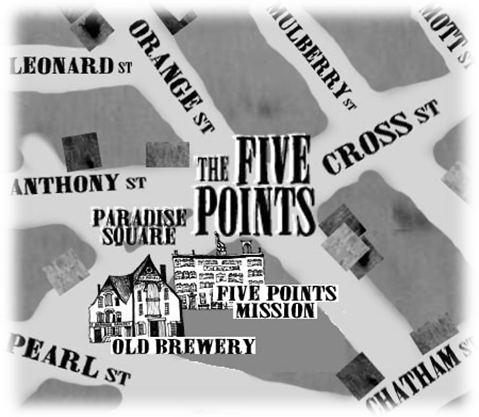 MOTT ST
MULBERRY ST
ORANGE ST
LEONARD ST
CROSS ST
THE FIVE
POINTS
ANTHONY ST
PARADISE
SQUARE
FIVE POINTS
MISSION
OLD BREWERY
PEARL ST
CHATHAM ST